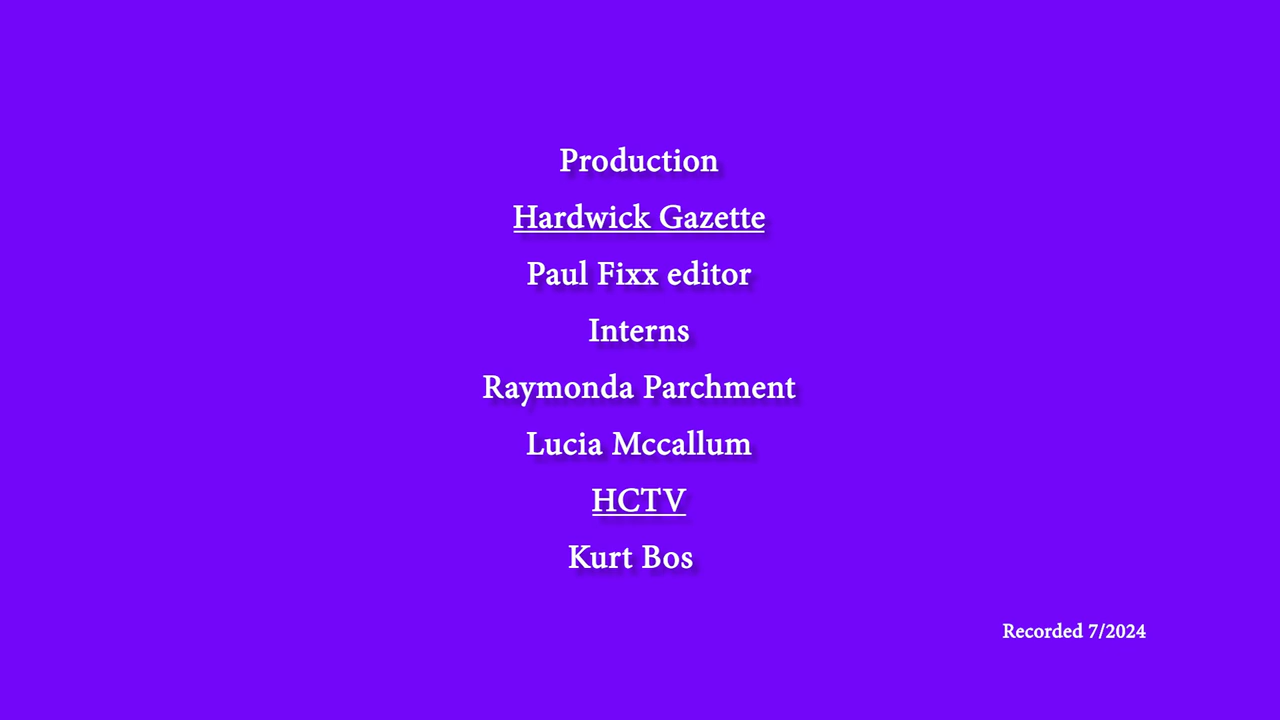 Production
Hardwick Gazette
Paul Fixx editor
Interns
Raymonda Parchment
Lucia Mccallum
HCTV
Kurt Bos
Recorded 7/2024